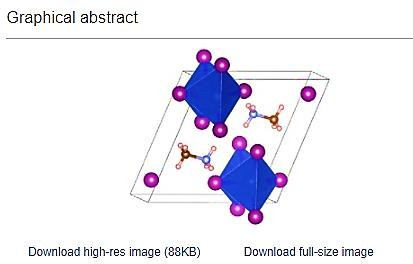 Graphical abstract
Download high-res image (88KB)
Download full-size image